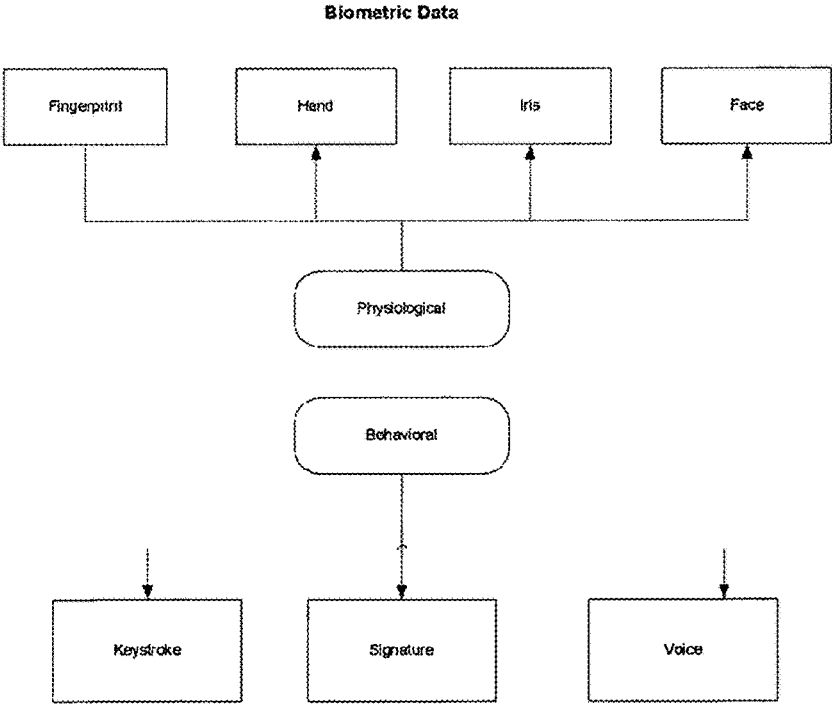 Biometric Data
Fingerprint
Hand
Iris
Face
Physiological
Behavioral
Keystroke
Signature
Voice